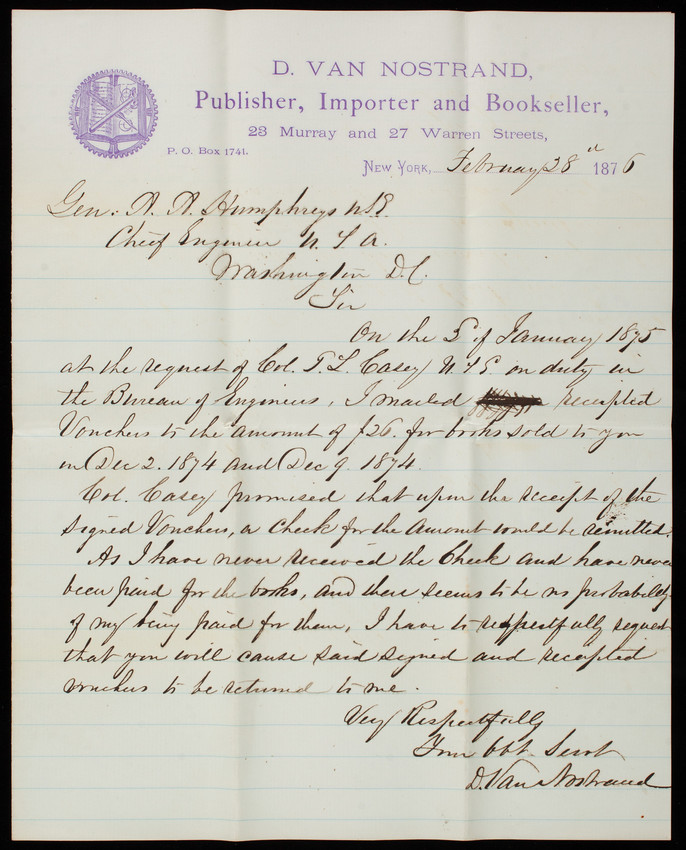 D. VAN NOSTRAND,
Publisher, Importer and Bookseller,
23 Murray and 27 Warren Streets,
P. O. Box 1741.
NEW YORK, February 28th 1876
Gen: A. A. Humphreys U.S.E.
Chief Engineer U. S. A.
Washington D.C.
Sir
On the 5 of January 1875
at the request of Col. T. L. Casey U.S.E. on duty in
the Bureau of Engineers, I mailed receipted
Vouchers to the amount of $26. for books sold to you
on Dec 2. 1874 and Dec 9. 1874.
Col. Casey promised that upon the receipt of the
signed Vouchers, a check for the amount would be remitted.
As I have never received the Check and have never
been paid for the books, and there seems to be no probability
of my being paid for them, I have to respectfully request
that you will cause said signed and receipted
vouchers to be returned to me.
Very Respectfully
Your Obt. Servt
D. Van Nostrand